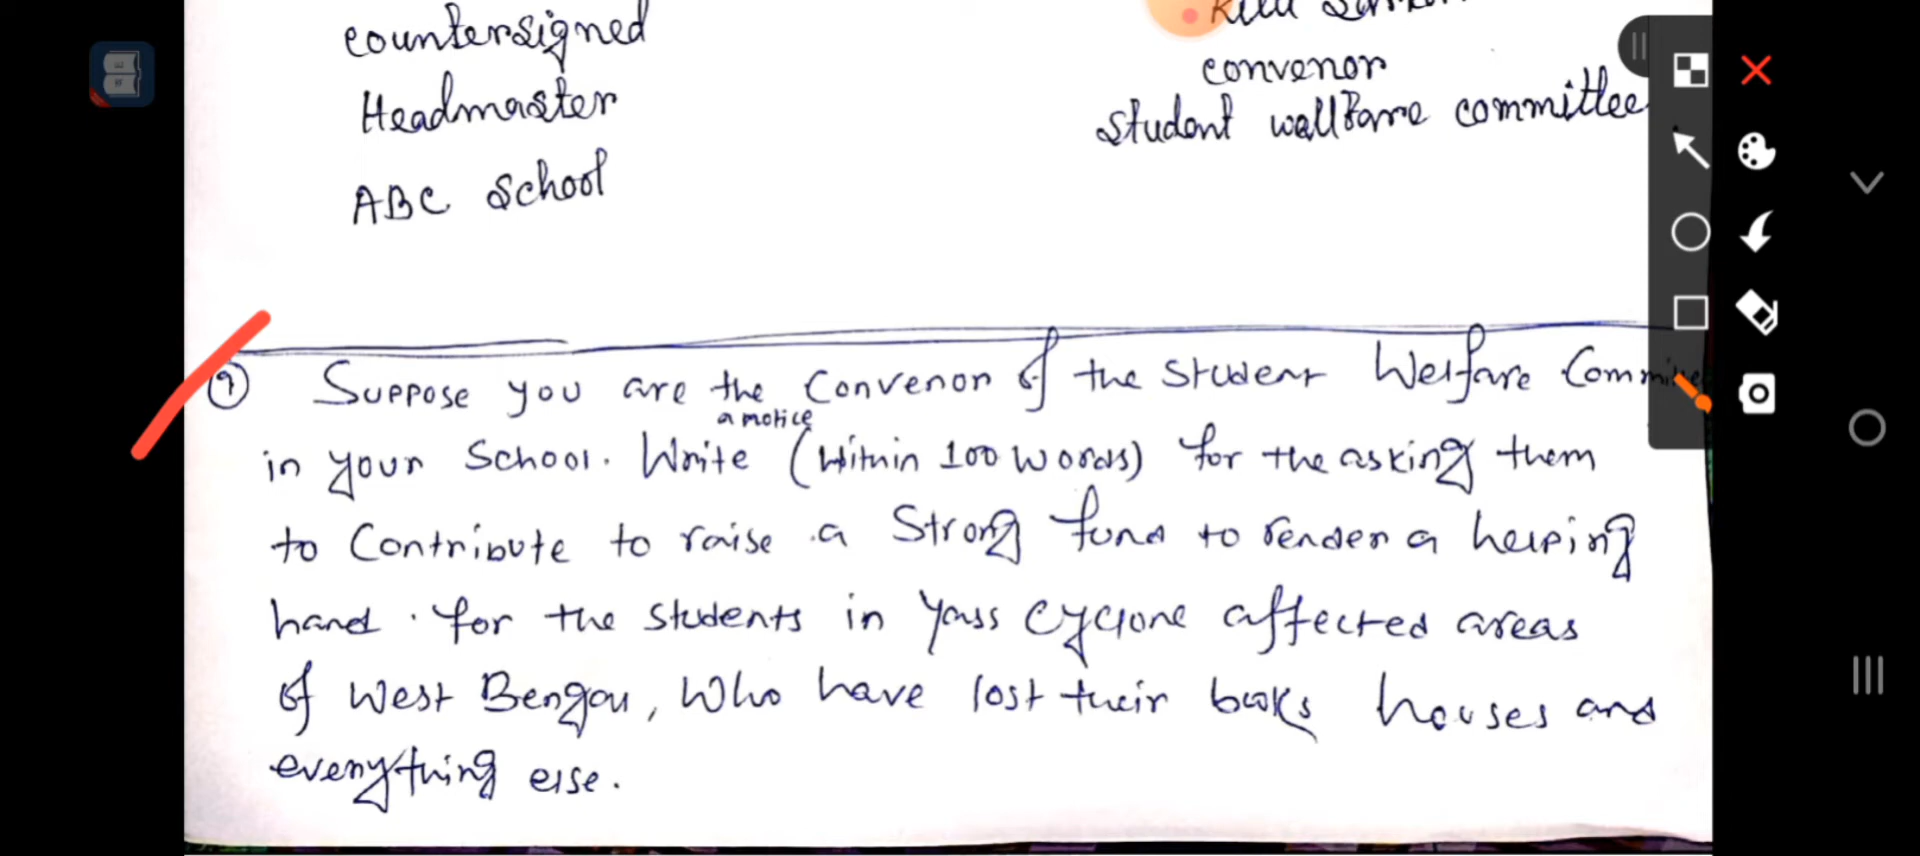 countersigned
convenor
Headmaster
student wellfare committee
ABC School
9 Suppose you are the Convenor of the Student Welfare
a notice
in your School. Write (Within 100 words) for the asking them
to Contribute to raise a Strong fund to render a helping
hand. for the students in Yass Cyclone affected areas
of West Bengal, Who have lost their books houses and
everything else.